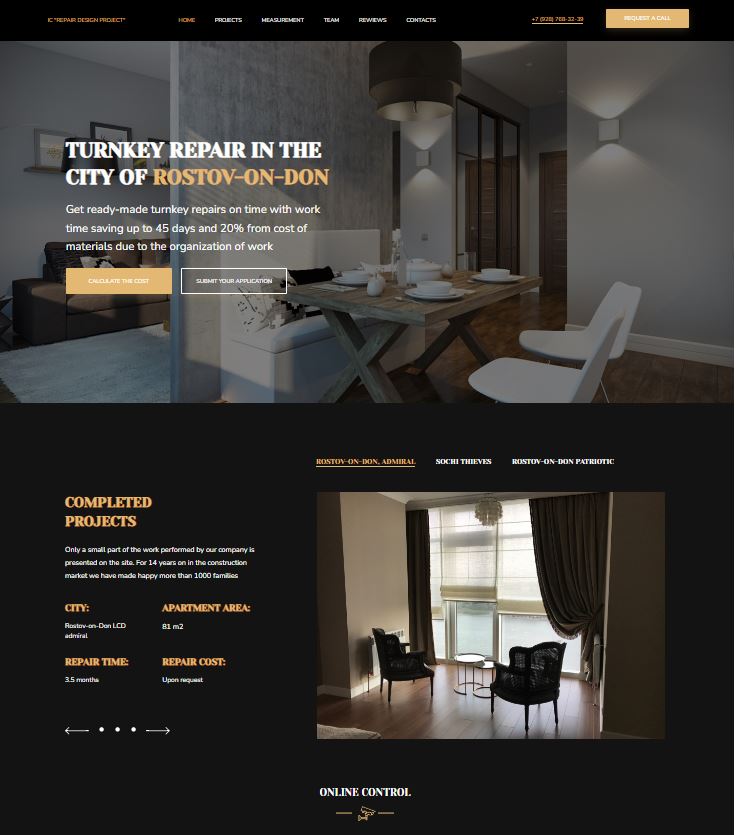 IC "REPAIR DESIGN PROJECT"
HOME
PROJECTS
MEASUREMENT
TEAM
REWIEWS
CONTACTS
+7 (928) 768-32-39
REQUEST A CALL
TURNKEY REPAIR IN THE
CITY OF ROSTOV-ON-DON
Get ready-made turnkey repairs on time with work
time saving up to 45 days and 20% from cost of
materials due to the organization of work
CALCULATE THE COST
SUBMIT YOUR APPLICATION
ROSTOV-ON-DON, ADMIRAL
SOCHI THIEVES
ROSTOV-ON-DON PATRIOTIC
COMPLETED
PROJECTS
Only a small part of the work performed by our company is
presented on the site. For 14 years on in the construction
market we have made happy more than 1000 families
CITY:
APARTMENT AREA:
Rostov-on-Don LCD
admiral
81 m2
REPAIR TIME:
REPAIR COST:
3.5 months
Upon request
ONLINE CONTROL